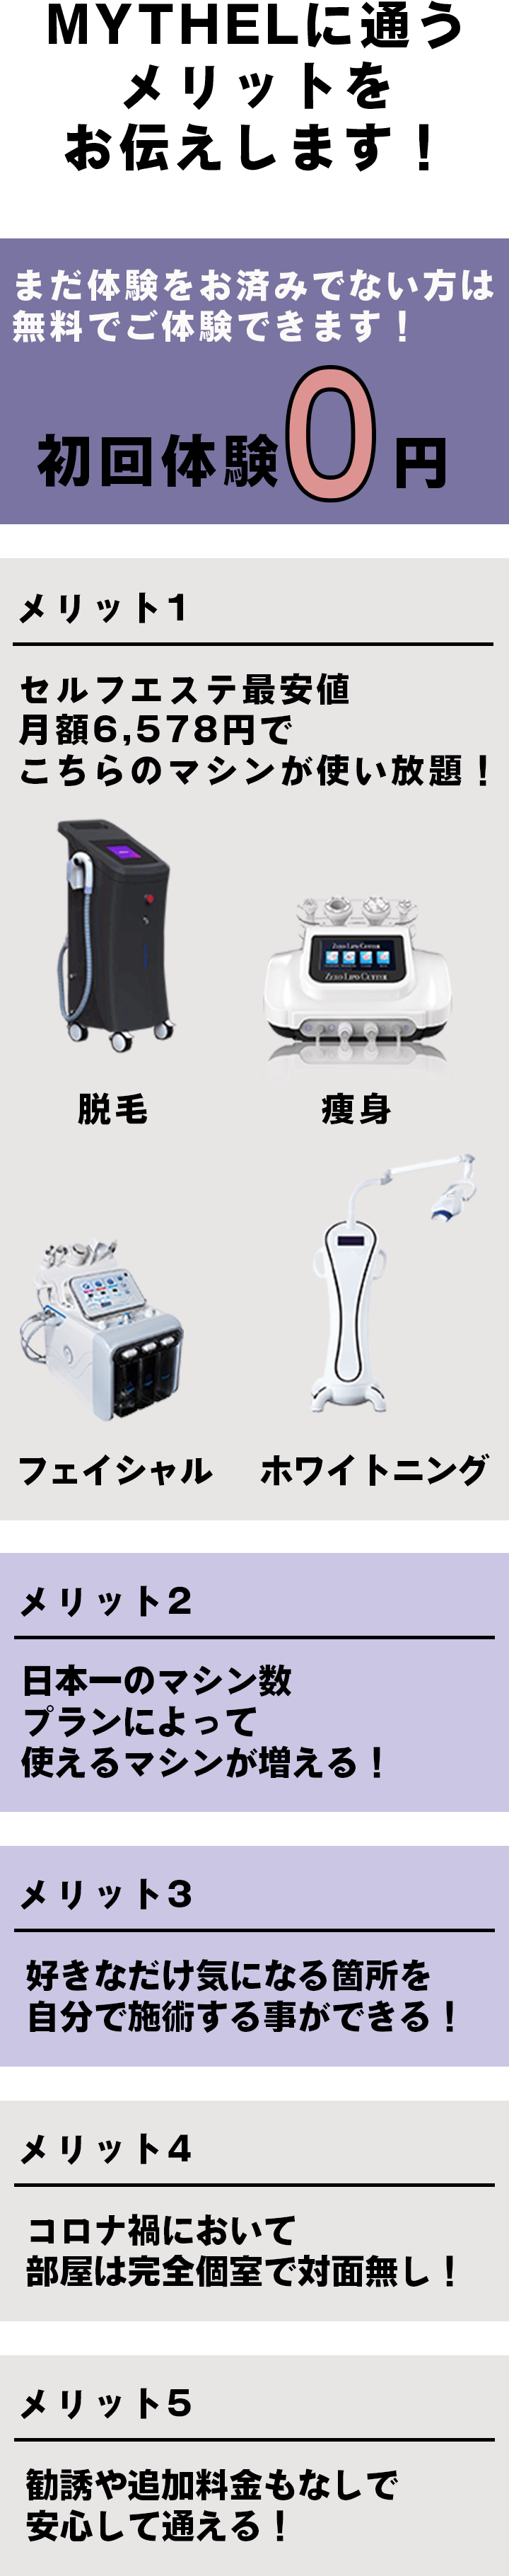 MYTHELに通う
メリットを
お伝えします！
まだ体験をお済みでない方は
無料でご体験できます！
初回体験0円
メリット1
セルフエステ最安値
月額6,578円で
こちらのマシンが使い放題！
ZERO LIPO CUTTER
ZERO LIPO CUTTER
脱毛
痩身
フェイシャル
ホワイトニング
メリット2
日本一のマシン数
プランによって
使えるマシンが増える！
メリット3
好きなだけ気になる箇所を
自分で施術する事ができる！
メリット4
コロナ禍において
部屋は完全個室で対面無し！
メリット5
勧誘や追加料金もなしで
安心して通える！